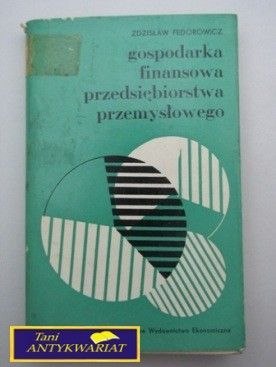 ZDZISŁAW FEDOROWICZ
gospodarka
finansowa
przedsiębiorstwa
przemysłowego
Wydawnictwo Ekonomiczne
Tani
ANTYKWARIAT